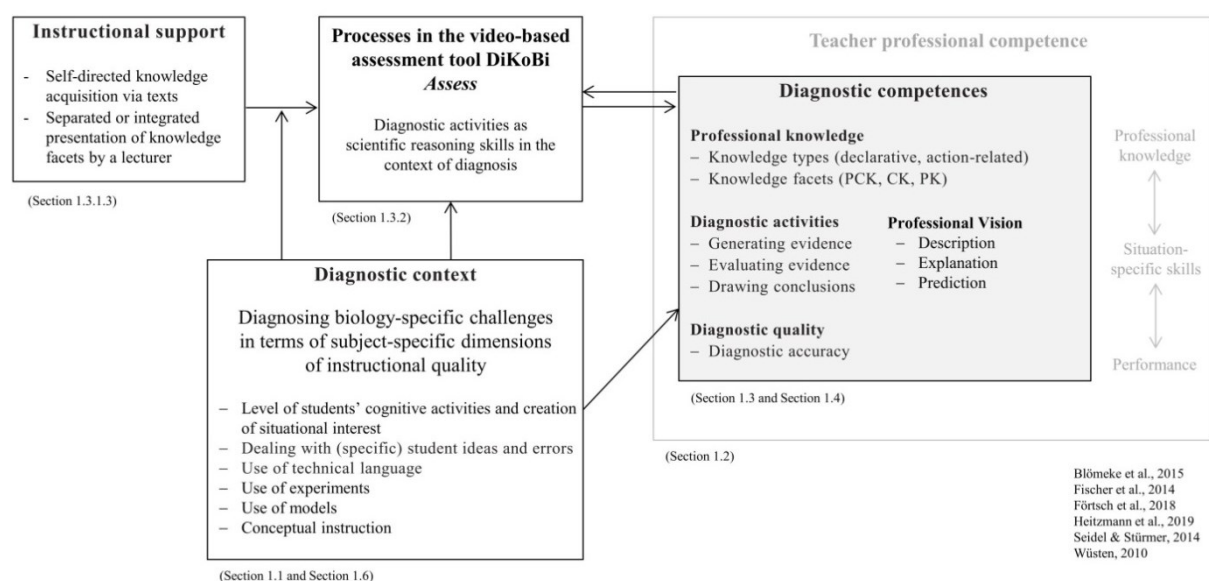 Instructional support
- Self-directed knowledge
acquisition via texts
- Separated or integrated
presentation of knowledge
facets by a lecturer
(Section 1.3.1.3)
Processes in the video-based
assessment tool DiKoBi
Assess
Diagnostic activities as
scientific reasoning skills in the
context of diagnosis
(Section 1.3.2)
Diagnostic context
Diagnosing biology-specific challenges
in terms of subject-specific dimensions
of instructional quality
– Level of students’ cognitive activities and creation
of situational interest
– Dealing with (specific) student ideas and errors
– Use of technical language
– Use of experiments
– Use of models
– Conceptual instruction
(Section 1.1 and Section 1.6)
Teacher professional competence
Diagnostic competences
Professional knowledge
– Knowledge types (declarative, action-related)
– Knowledge facets (PCK, CK, PK)
Diagnostic activities
– Generating evidence
– Evaluating evidence
– Drawing conclusions
Professional Vision
– Description
– Explanation
– Prediction
Diagnostic quality
– Diagnostic accuracy
(Section 1.3 and Section 1.4)
Professional
knowledge
Situation-
specific skills
Performance
(Section 1.2)
Blömeke et al., 2015
Fischer et al., 2014
Förtsch et al., 2018
Heitzmann et al., 2019
Seidel & Stürmer, 2014
Wüsten, 2010